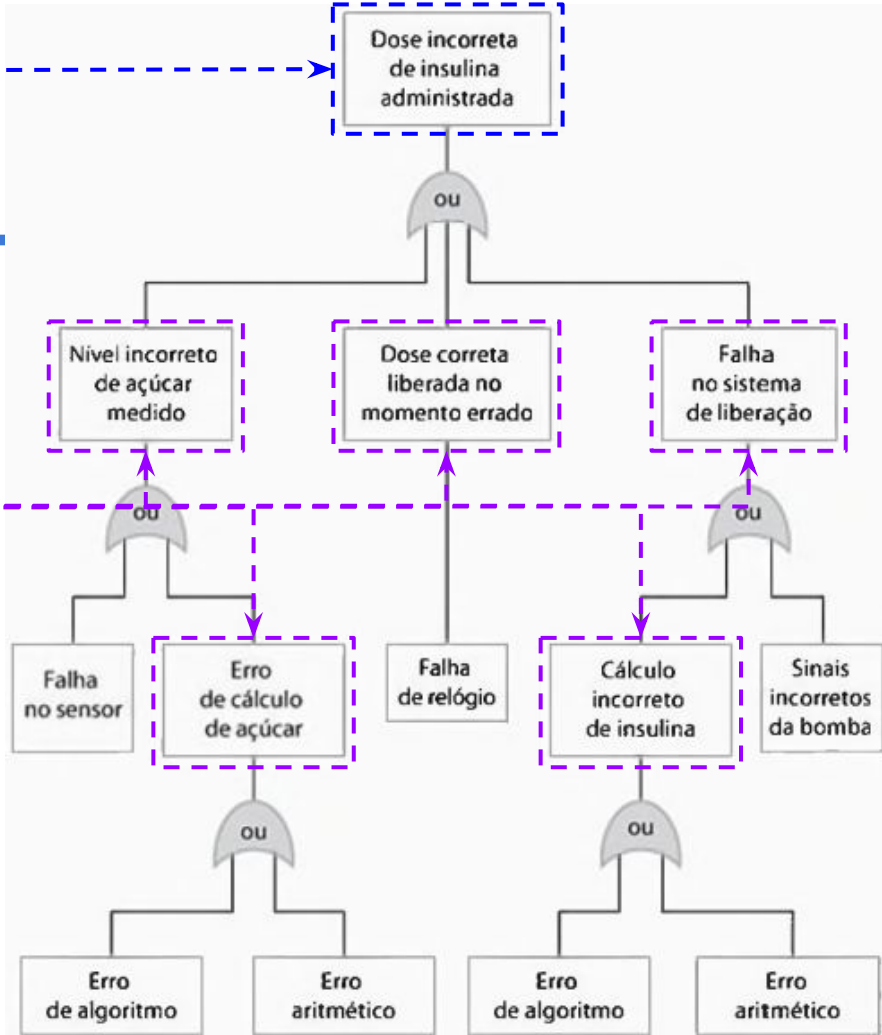 Dose incorreta
de insulina
administrada
ou
Nível incorreto
de açúcar
medido
Dose correta
liberada no
momento errado
Falha
no sistema
de liberação
ou
ou
Falha
no sensor
Erro
de cálculo
de açúcar
Falha
de relógio
Cálculo
incorreto
de insulina
Sinais
incorretos
da bomba
ou
ou
Erro
de algoritmo
Erro
aritmético
Erro
de algoritmo
Erro
aritmético